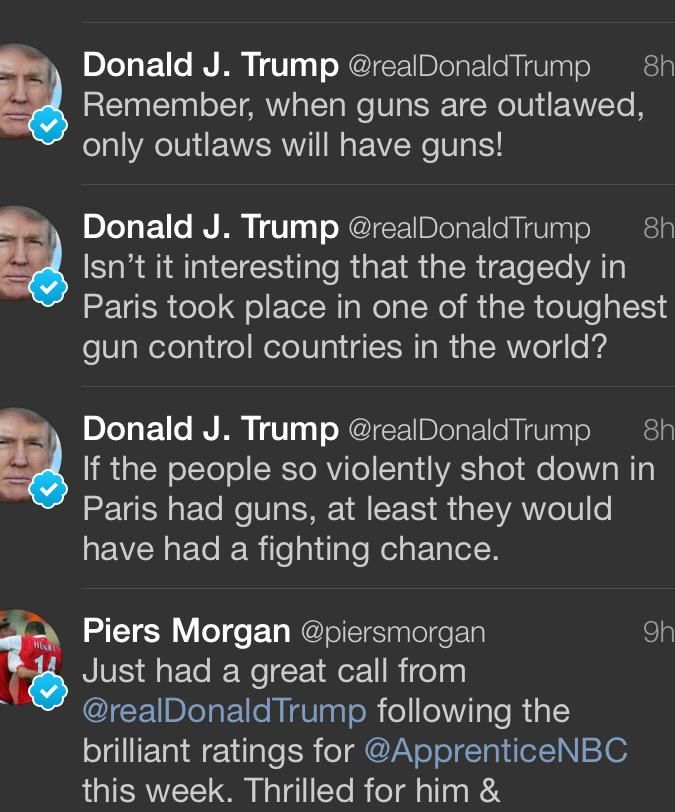 Donald J. Trump @realDonaldTrump 8h
Remember, when guns are outlawed,
only outlaws will have guns!
Donald J. Trump @realDonaldTrump 8h
Isn't it interesting that the tragedy in
Paris took place in one of the toughest
gun control countries in the world?
Donald J. Trump @realDonaldTrump 8h
If the people so violently shot down in
Paris had guns, at least they would
have had a fighting chance.
HENRY
14
Piers Morgan @piersmorgan 9h
Just had a great call from
@realDonaldTrump following the
brilliant ratings for @ApprenticeNBC
this week. Thrilled for him &